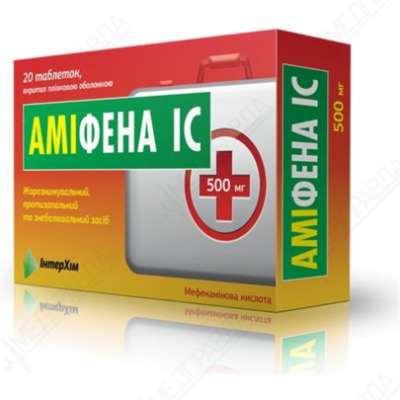 20 таблеток,
вкритих плівковою оболонкою
АМІФЕНА ІС
500 мг
Жарознижувальний,
протизапальний
та знеболювальний засіб
ІнтерХім
Мефенамінова кислота
АМІФЕНА ІС
500 мг